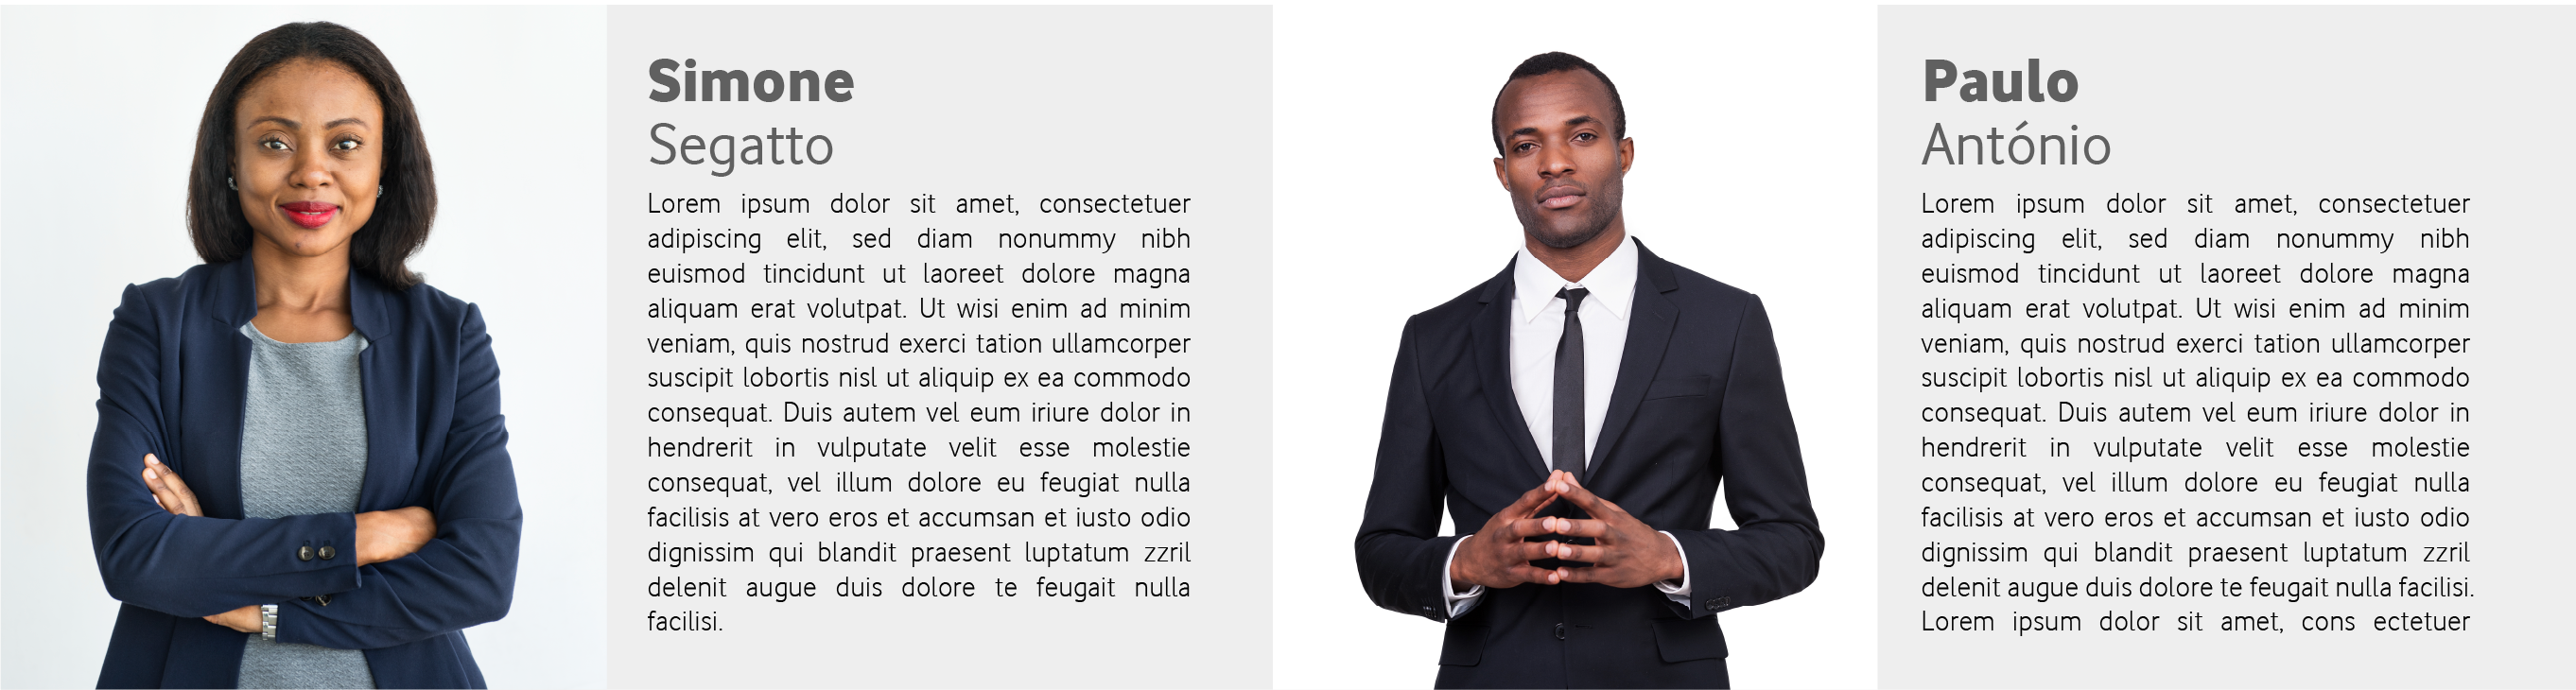 Simone
Segatto
Lorem ipsum dolor sit amet, consectetuer
adipiscing elit, sed diam nonummy nibh
euismod tincidunt ut laoreet dolore magna
aliquam erat volutpat. Ut wisi enim ad minim
veniam, quis nostrud exerci tation ullamcorper
suscipit lobortis nisl ut aliquip ex ea commodo
consequat. Duis autem vel eum iriure dolor in
hendrerit in vulputate velit esse molestie
consequat, vel illum dolore eu feugiat nulla
facilisis at vero eros et accumsan et iusto odio
dignissim qui blandit praesent luptatum zzril
delenit augue duis dolore te feugait nulla
facilisi.
Paulo
António
Lorem ipsum dolor sit amet, consectetuer
adipiscing elit, sed diam nonummy nibh
euismod tincidunt ut laoreet dolore magna
aliquam erat volutpat. Ut wisi enim ad minim
veniam, quis nostrud exerci tation ullamcorper
suscipit lobortis nisl ut aliquip ex ea commodo
consequat. Duis autem vel eum iriure dolor in
hendrerit in vulputate velit esse molestie
consequat, vel illum dolore eu feugiat nulla
facilisis at vero eros et accumsan et iusto odio
dignissim qui blandit praesent luptatum zzril
delenit augue duis dolore te feugait nulla facilisi.
Lorem ipsum dolor sit amet, cons ectetuer